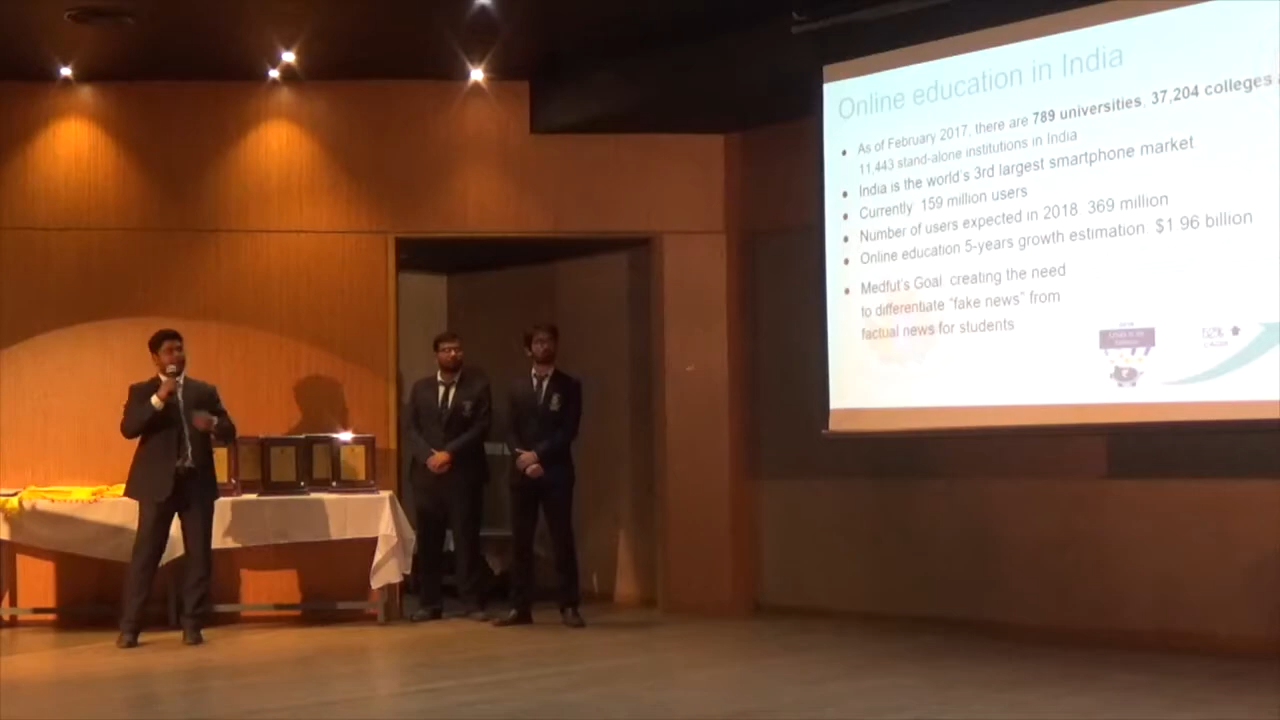 Online education in India
• As of February 2017, there are 789 universities, 37,204 colleges
11,443 stand-alone institutions in India
• India is the world's 3rd largest smartphone market
• Currently 159 million users
• Number of users expected in 2018 369 million
• Online education 5-years growth estimation $1 96 billion
• Medfut's Goal creating the need
to differentiate "fake news" from
factual news for students
52%